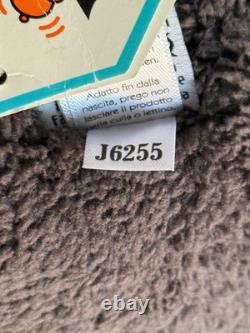 Adatto fin dalla
nascita, prego non
lasciare il prodotto
culla o lettino
J6255